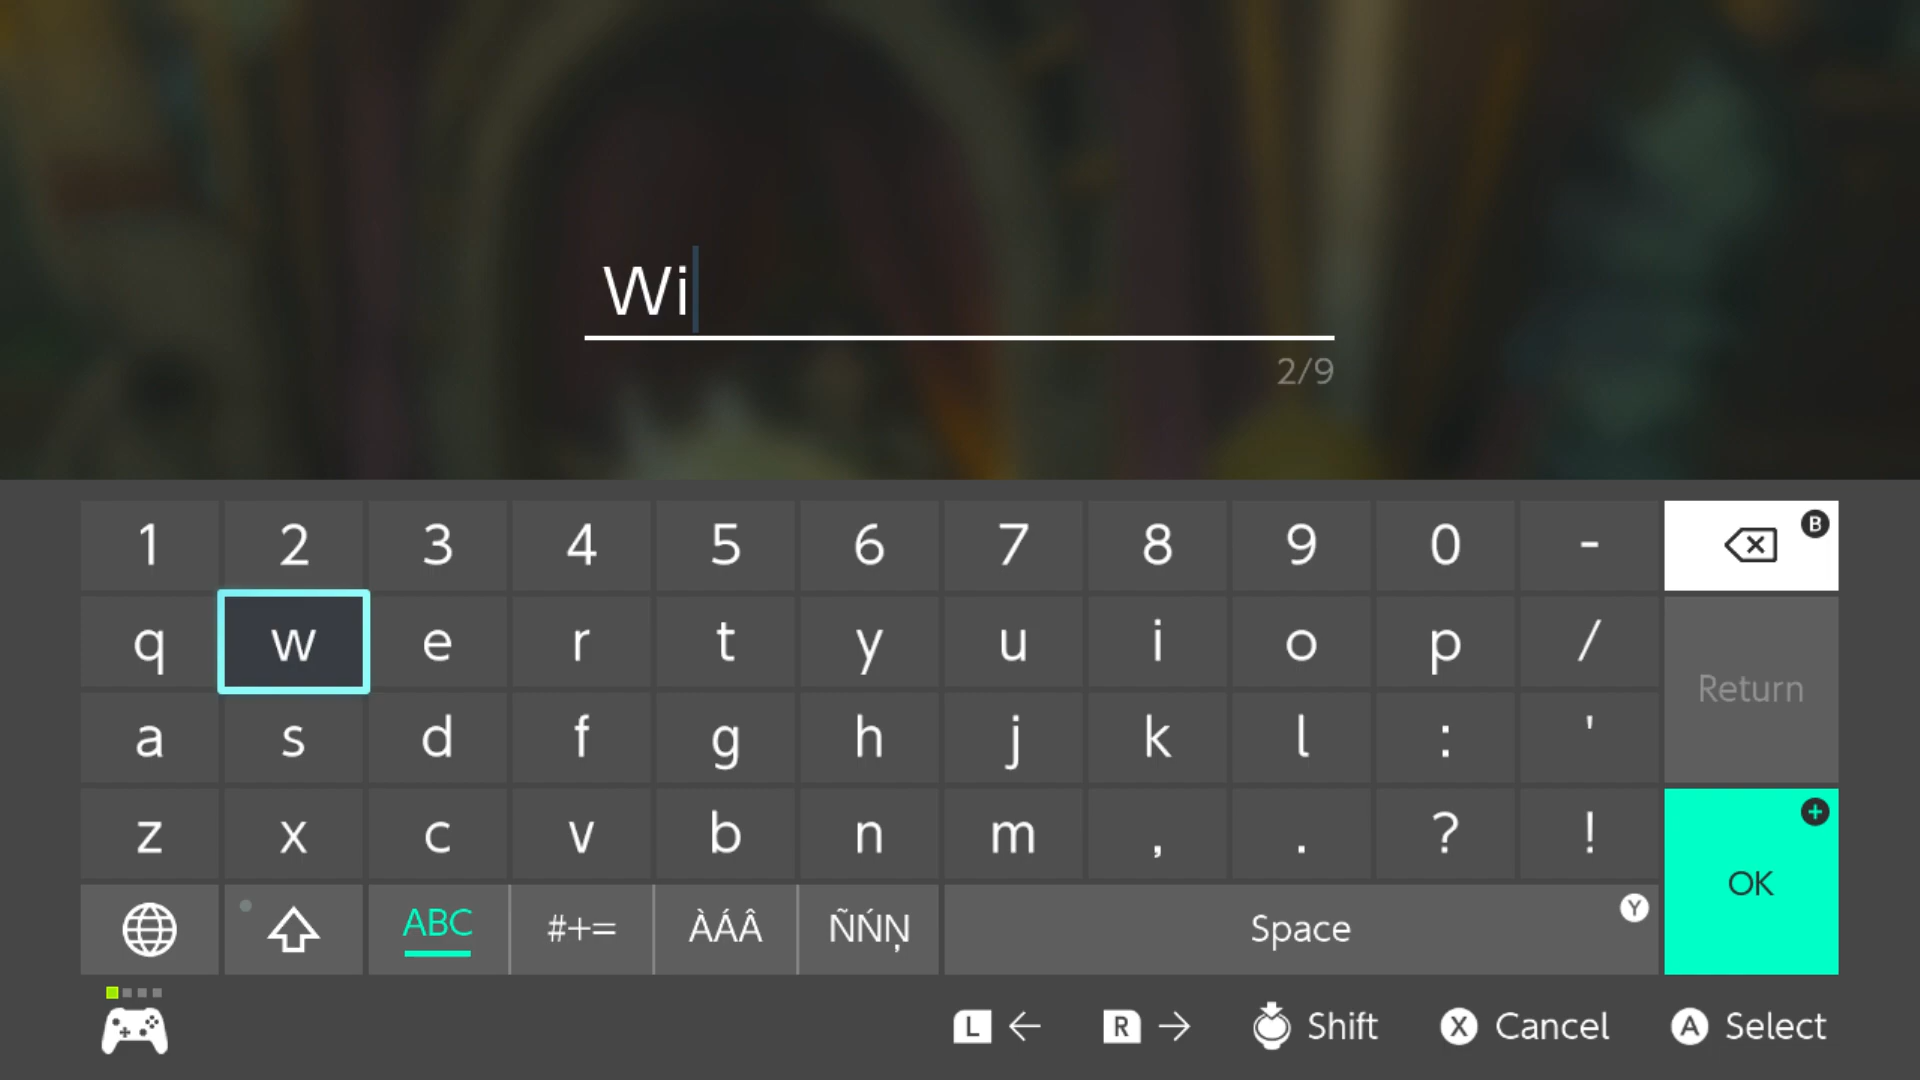 Wi
2/9
1 2 3 4 5 6 7 8 9 0 - B
q w e r t y u i o p / Return
a s d f g h j k l : '
z x c v b n m , . ? ! + OK
ABC #+= ÀÁÂ ÑŃŅ Space Y
L ← R → Shift X Cancel A Select